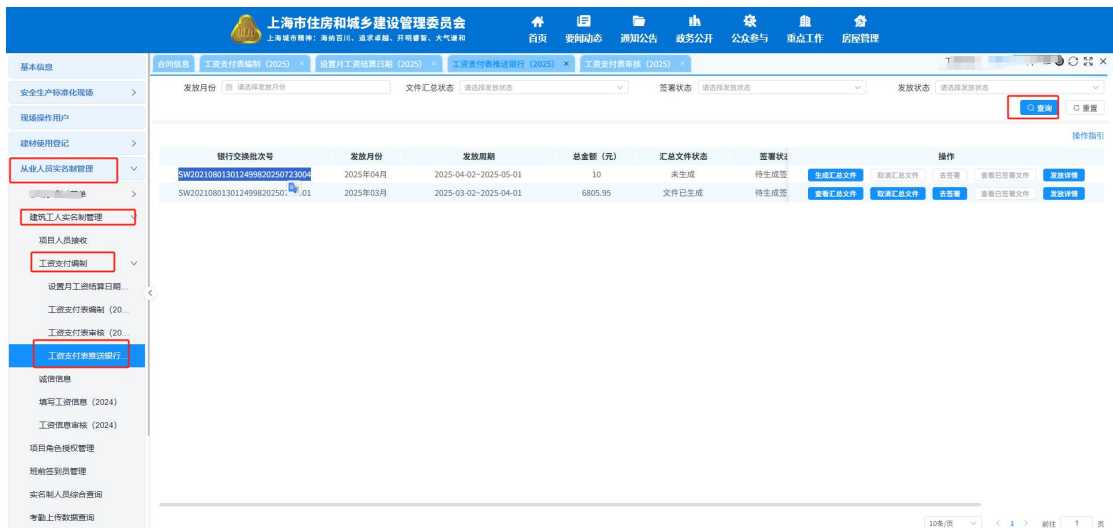 上海市住房和城乡建设管理委员会
上海城市精神：海纳百川、追求卓越、开明睿智、大气谦和
首页 要闻动态 通知公告 政务公开 公众参与 重点工作 房屋管理
基本信息
安全生产标准化现场
现场操作用户
建材使用登记
从业人员实名制管理
建筑工人实名制管理
项目人员接收
工资支付编制
设置月工资结算日期...
工资支付表编制（20...
工资支付表审核（20...
工资支付表推送银行...
诚信信息
填写工资信息（2024）
工资信息审核（2024）
项目角色授权管理
班前签到员管理
实名制人员综合查询
考勤上传数据查询
合同信息 工资支付表编制（2025） × 设置月工资结算日期（2025） × 工资支付表推送银行（2025） × 工资支付表审核（2025） ×
发放月份 请选择发放月份 文件汇总状态 请选择发放状态 签署状态 请选择发放状态 发放状态 请选择发放状态
查询 重置
操作指引
银行交换批次号 发放月份 发放周期 总金额（元） 汇总文件状态 签署状态 操作
SW202108013012499820250723004 2025年04月 2025-04-02~2025-05-01 10 未生成 待生成签 生成汇总文件 取消汇总文件 去签署 查看已签署文件 发放详情
2025年03月 2025-03-02~2025-04-01 6805.95 文件已生成 待生成签 查看汇总文件 取消汇总文件 去签署 查看已签署文件 发放详情
10条/页 < 1 > 前往 1 页